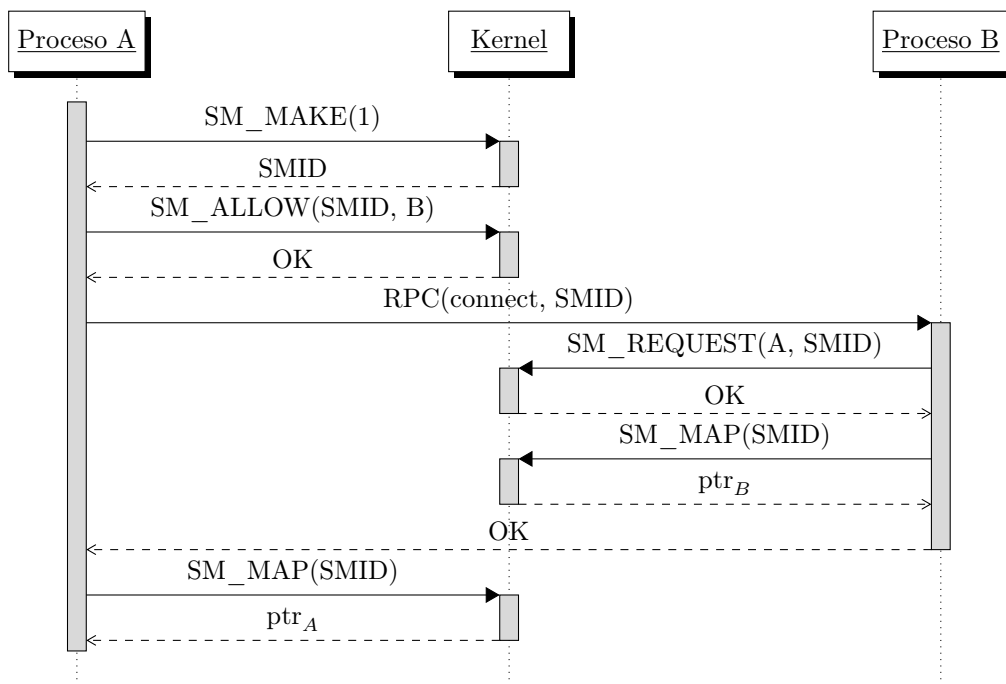 Proceso A
Kernel
Proceso B
SM_MAKE(1)
SMID
SM_ALLOW(SMID, B)
OK
RPC(connect, SMID)
SM_REQUEST(A, SMID)
OK
SM_MAP(SMID)
ptr_B
OK
SM_MAP(SMID)
ptr_A